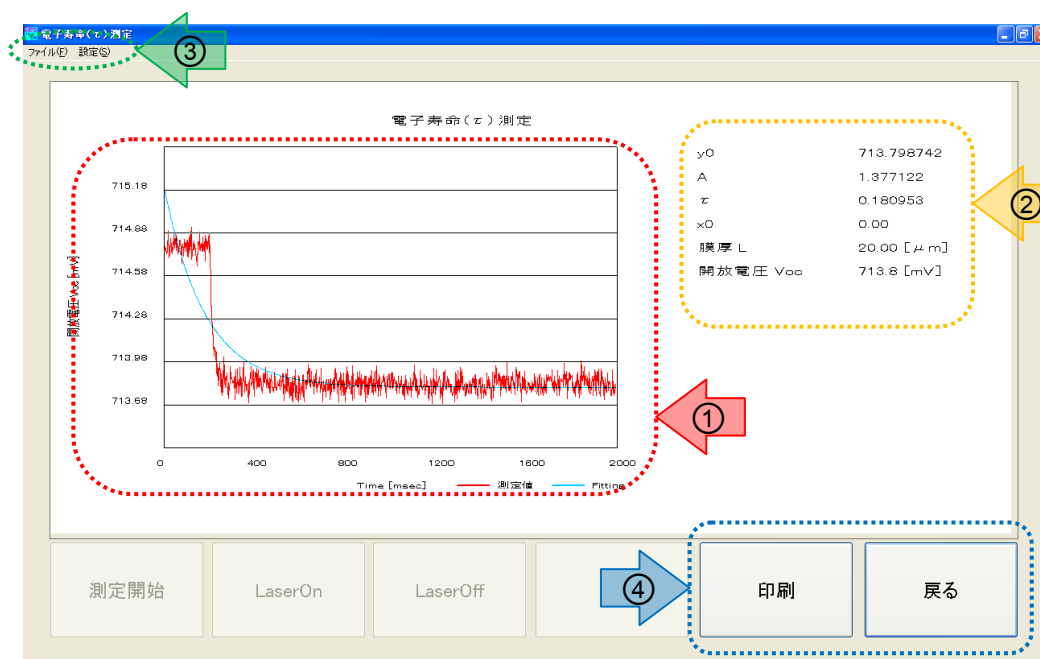 電子寿命(τ)測定
ファイル(F) 設定(S)
③
電子寿命(τ)測定
715.18
714.88
714.58
714.28
713.98
713.68
開放電圧 Voc [mV]
0 400 800 1200 1600 2000
Time [msec] 測定値 Fitting
y0 713.798742
A 1.377122
τ 0.180953
x0 0.00
膜厚 L 20.00 [μm]
開放電圧 Voc 713.8 [mV]
②
①
測定開始
LaserOn
LaserOff
④
印刷
戻る